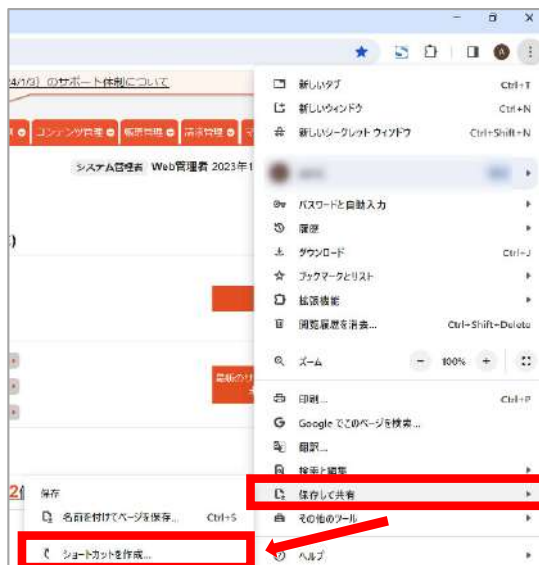 4/1/3）のサポート体制について
コンテンツ管理
販売管理
請求管理
マ
システム管理者 Web管理者 2023年1
)
最新のサ
2
新しいタブ Ctrl+T
新しいウィンドウ Ctrl+N
新しいシークレット ウィンドウ Ctrl+Shift+N
パスワードと自動入力
履歴
ダウンロード Ctrl+J
ブックマークとリスト
拡張機能
閲覧履歴を消去... Ctrl+Shift+Delete
ズーム − 100% +
印刷... Ctrl+P
Google でこのページを検索...
翻訳...
検索と編集
保存して共有
その他のツール
ヘルプ
保存
名前を付けてページを保存... Ctrl+S
ショートカットを作成...